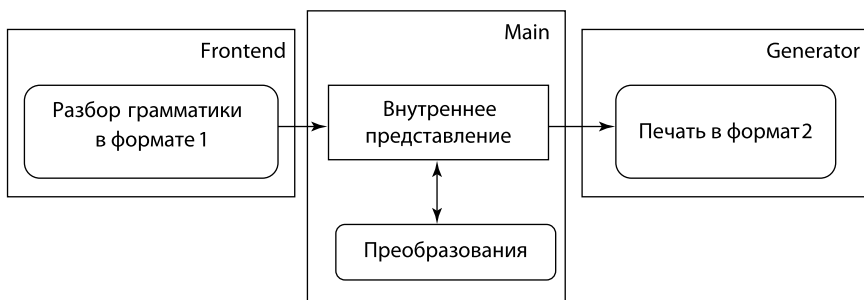 Frontend
Разбор грамматики
в формате 1
Main
Внутреннее
представление
Преобразования
Generator
Печать в формат 2